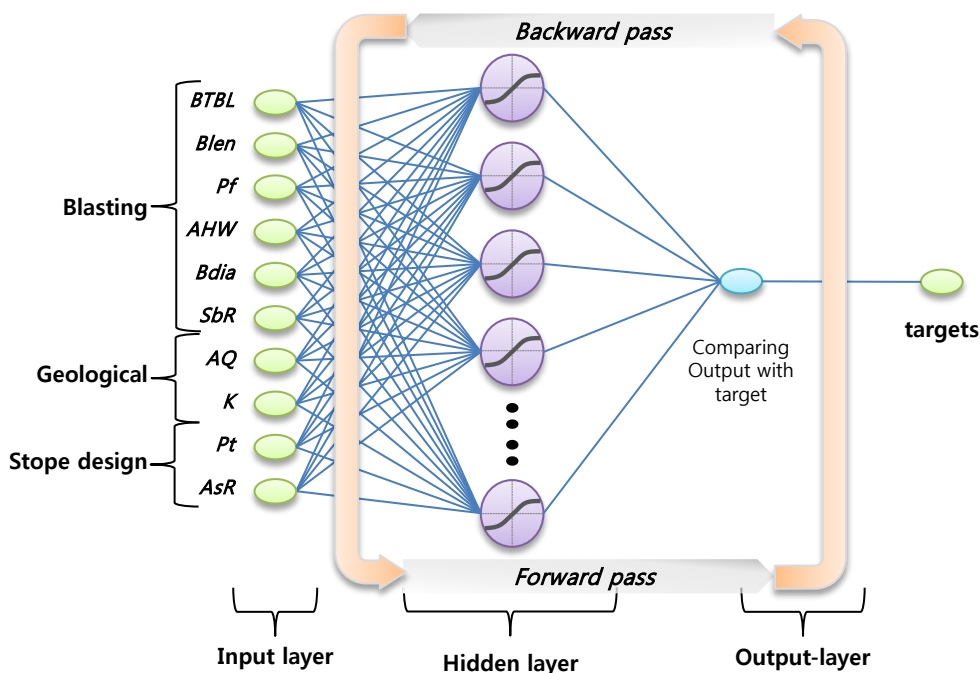 Backward pass
BTBL
Blen
Pf
Blasting
AHW
Bdia
SbR
AQ
Geological
K
Pt
Stope design
AsR
targets
Comparing
Output with
target
Forward pass
Input layer
Hidden layer
Output-layer